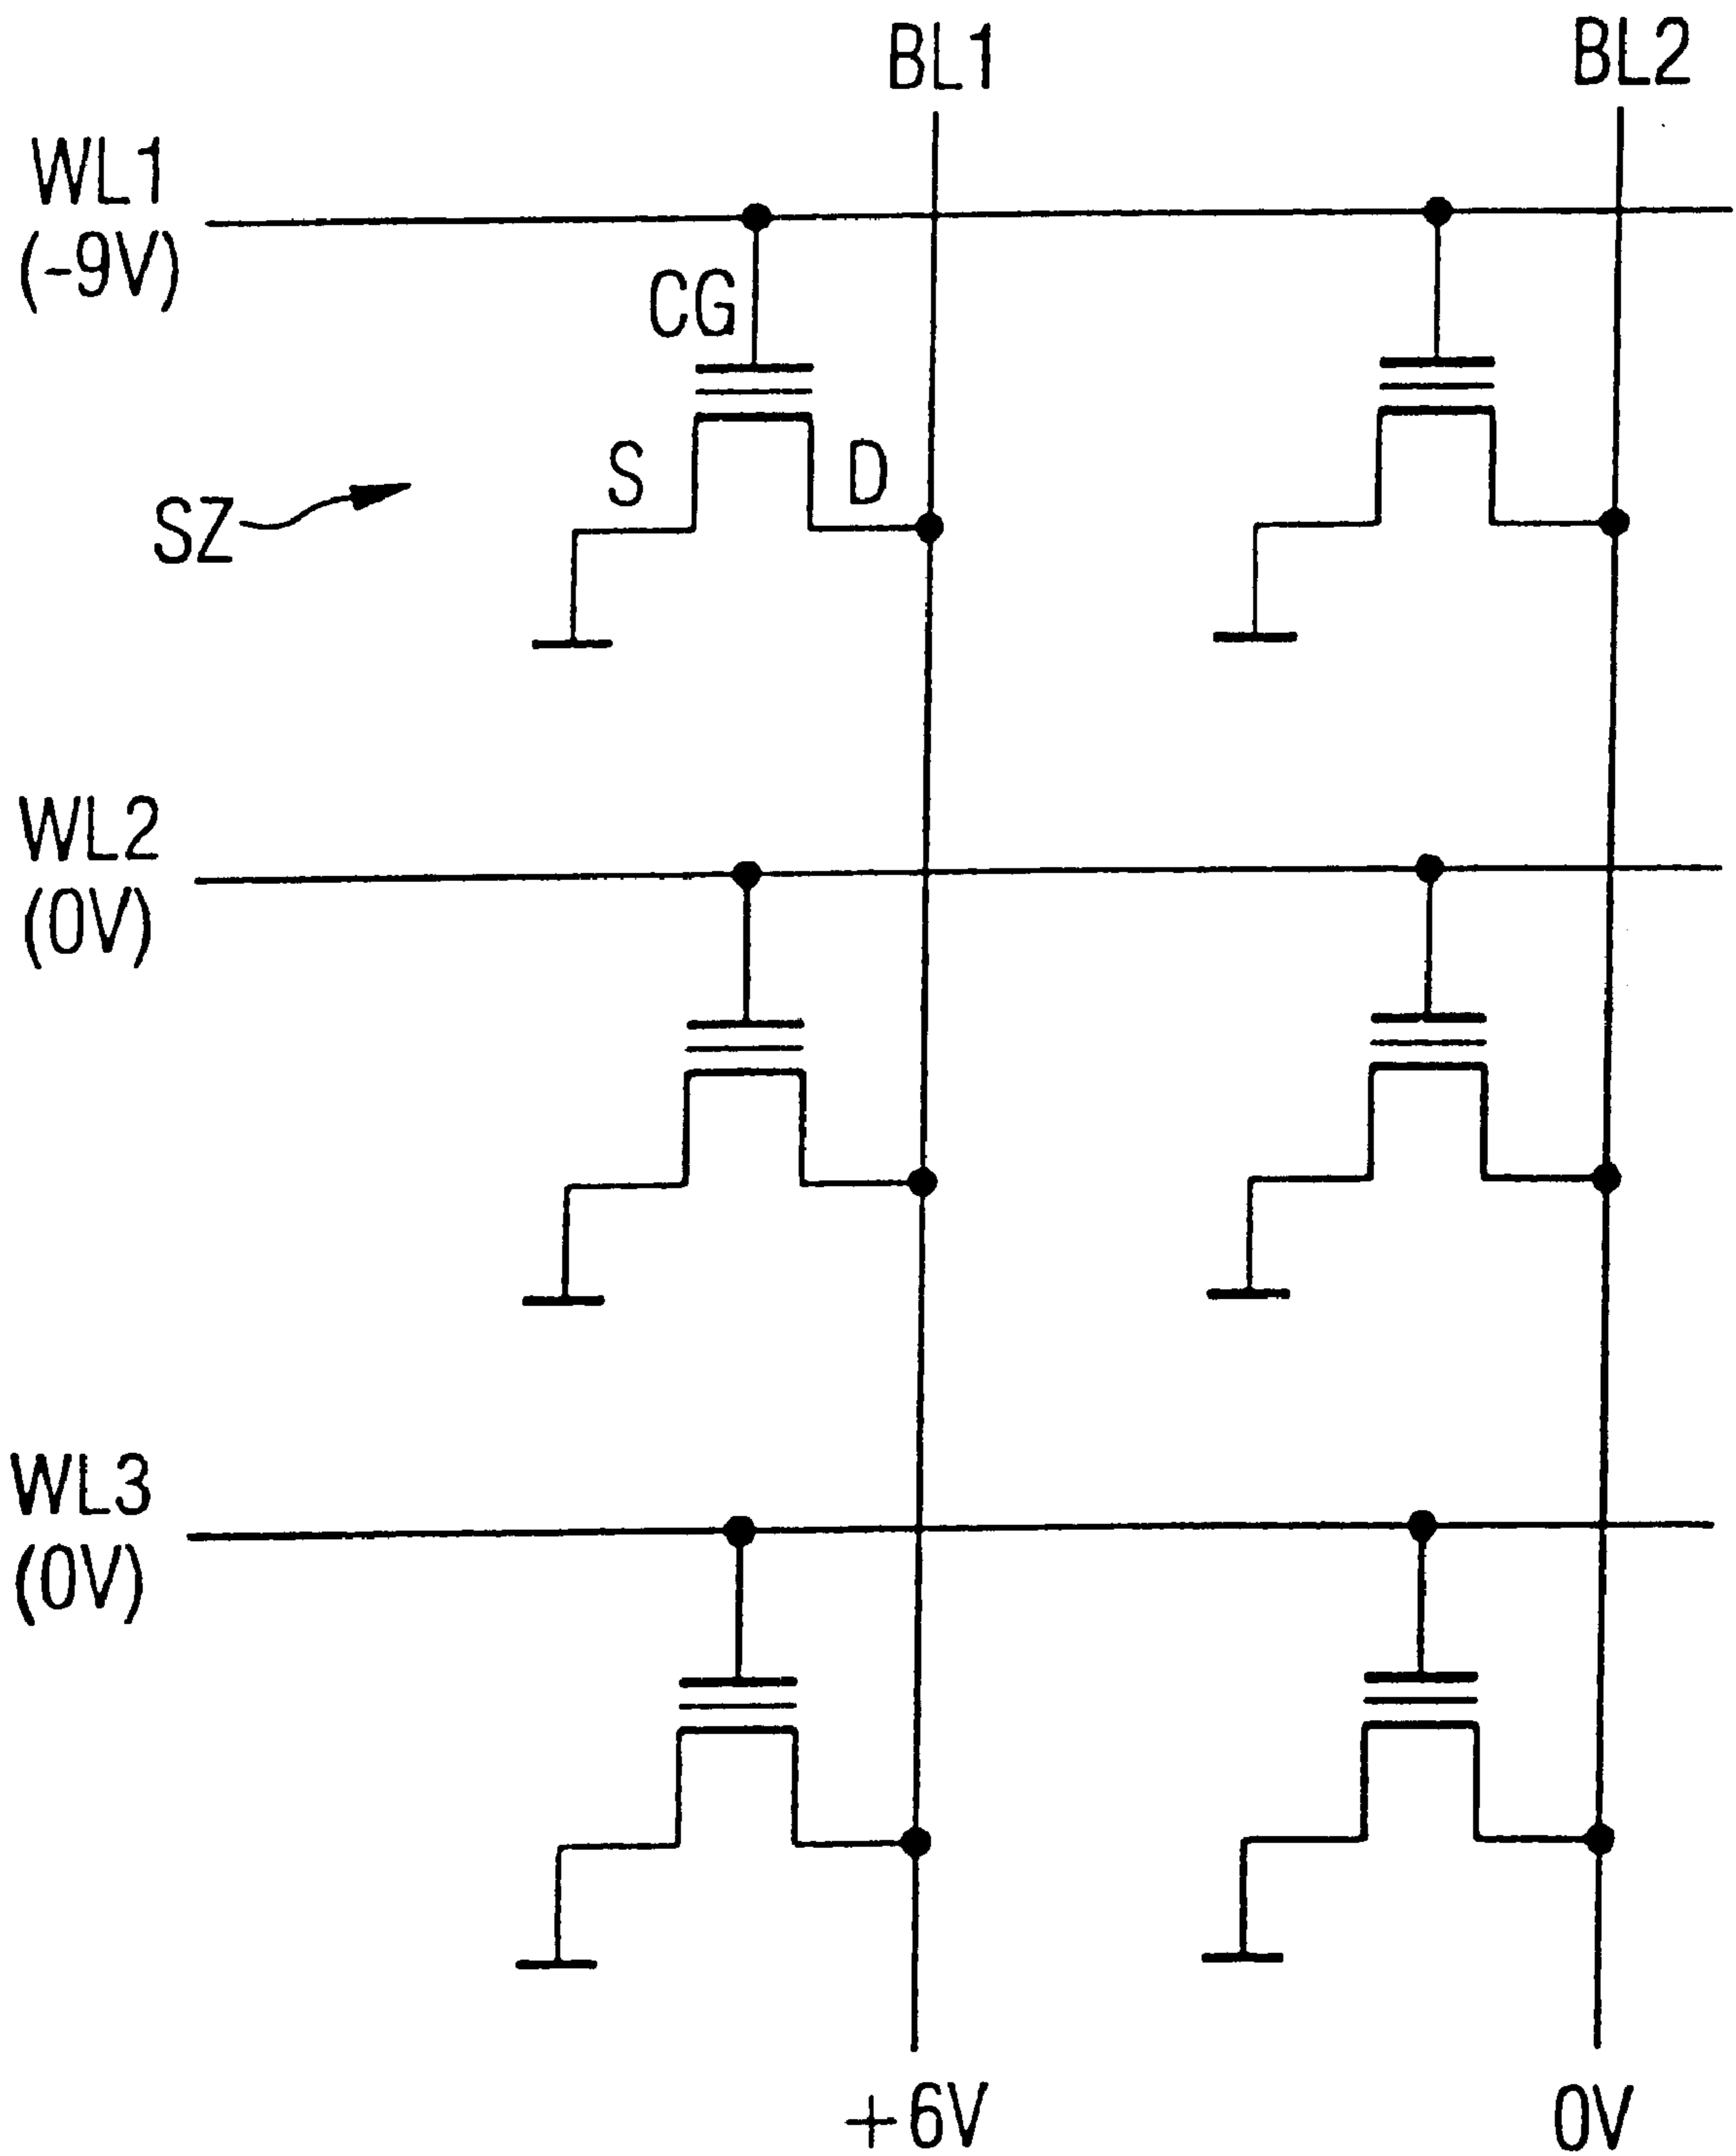 BL1
BL2
WL1
(-9V)
CG
S
D
SZ
WL2
(0V)
WL3
(0V)
+6V
0V